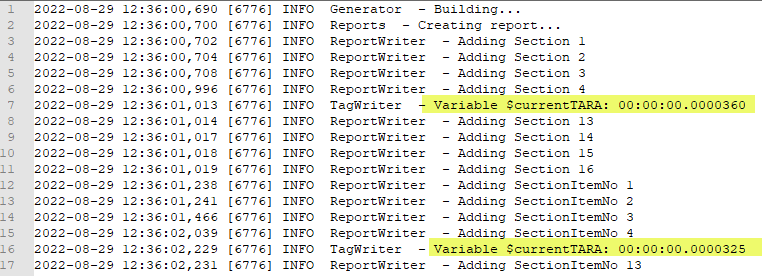 1 2022-08-29 12:36:00,690 [6776] INFO  Generator  - Building...
2 2022-08-29 12:36:00,700 [6776] INFO  Reports  - Creating report...
3 2022-08-29 12:36:00,702 [6776] INFO  ReportWriter  - Adding Section 1
4 2022-08-29 12:36:00,704 [6776] INFO  ReportWriter  - Adding Section 2
5 2022-08-29 12:36:00,708 [6776] INFO  ReportWriter  - Adding Section 3
6 2022-08-29 12:36:00,996 [6776] INFO  ReportWriter  - Adding Section 4
7 2022-08-29 12:36:01,013 [6776] INFO  TagWriter  - Variable $currentTARA: 00:00:00.0000360
8 2022-08-29 12:36:01,014 [6776] INFO  ReportWriter  - Adding Section 13
9 2022-08-29 12:36:01,017 [6776] INFO  ReportWriter  - Adding Section 14
10 2022-08-29 12:36:01,018 [6776] INFO  ReportWriter  - Adding Section 15
11 2022-08-29 12:36:01,019 [6776] INFO  ReportWriter  - Adding Section 16
12 2022-08-29 12:36:01,238 [6776] INFO  ReportWriter  - Adding SectionItemNo 1
13 2022-08-29 12:36:01,241 [6776] INFO  ReportWriter  - Adding SectionItemNo 2
14 2022-08-29 12:36:01,466 [6776] INFO  ReportWriter  - Adding SectionItemNo 3
15 2022-08-29 12:36:02,039 [6776] INFO  ReportWriter  - Adding SectionItemNo 4
16 2022-08-29 12:36:02,229 [6776] INFO  TagWriter  - Variable $currentTARA: 00:00:00.0000325
17 2022-08-29 12:36:02,231 [6776] INFO  ReportWriter  - Adding SectionItemNo 13